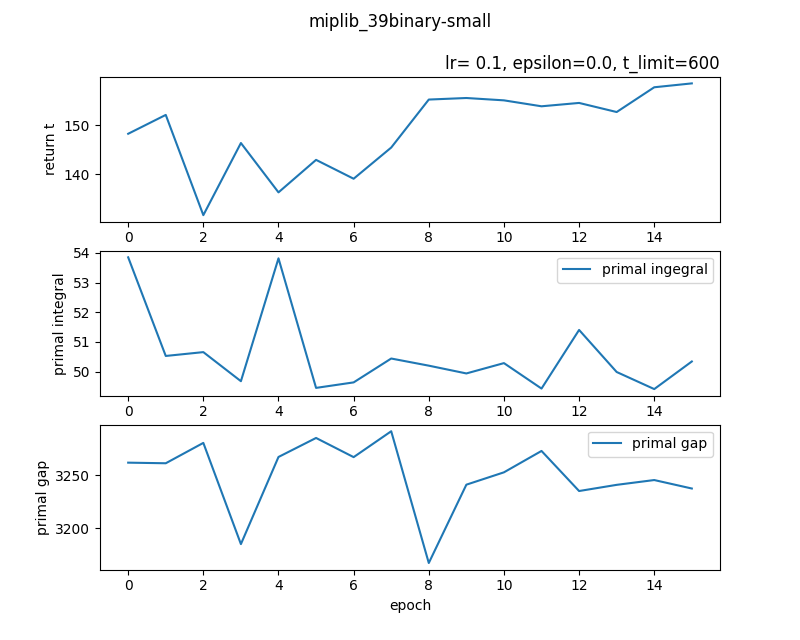 miplib_39binary-small
lr= 0.1, epsilon=0.0, t_limit=600
return t
150
140
0 2 4 6 8 10 12 14
primal integral
54
53
52
51
50
primal ingegral
0 2 4 6 8 10 12 14
primal gap
3250
3200
primal gap
0 2 4 6 8 10 12 14
epoch